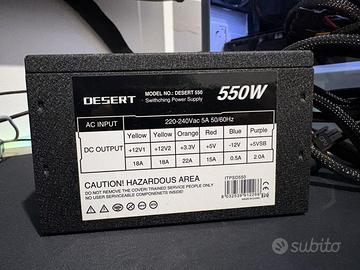 DESERT
MODEL NO.: DESERT 550
Swithching Power Supply
550W
AC INPUT 220-240Vac 5A 50/60Hz
DC OUTPUT
Yellow Yellow Orange Red Blue Purple
+12V1 +12V2 +3.3V +5V -12V +5VSB
18A 18A 22A 15A 0.5A 2.0A
CAUTION! HAZARDOUS AREA
DO NOT REMOVE THE COVER! TRAINED SERVICE PEOPLE ONLY.
NO SERVICEABLE COMPONENTS INSIDE.
ITPSD550
subito